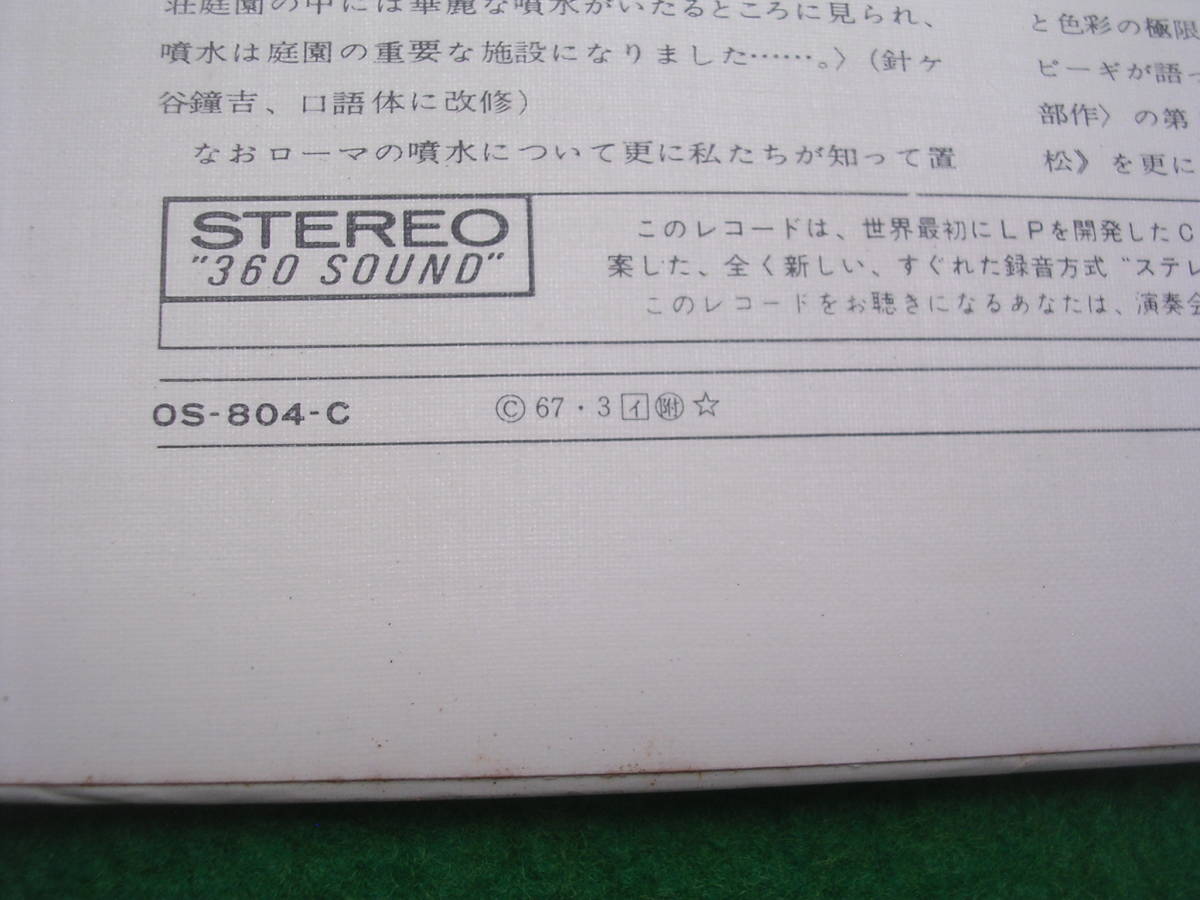 荘庭園の中には華麗な噴水がいたるところに見られ、
噴水は庭園の重要な施設になりました……。〉(針ヶ
谷鐘吉、口語体に改修)
なおローマの噴水について更に私たちが知って置
と色彩の極限
ピーギが語っ
部作〉の第
松》を更に
STEREO
"360 SOUND"
このレコードは、世界最初にLPを開発したC
案した、全く新しい、すぐれた録音方式“ステレ
このレコードをお聴きになるあなたは、演奏会
OS-804-C
Ⓒ 67・3 イ 附 ☆